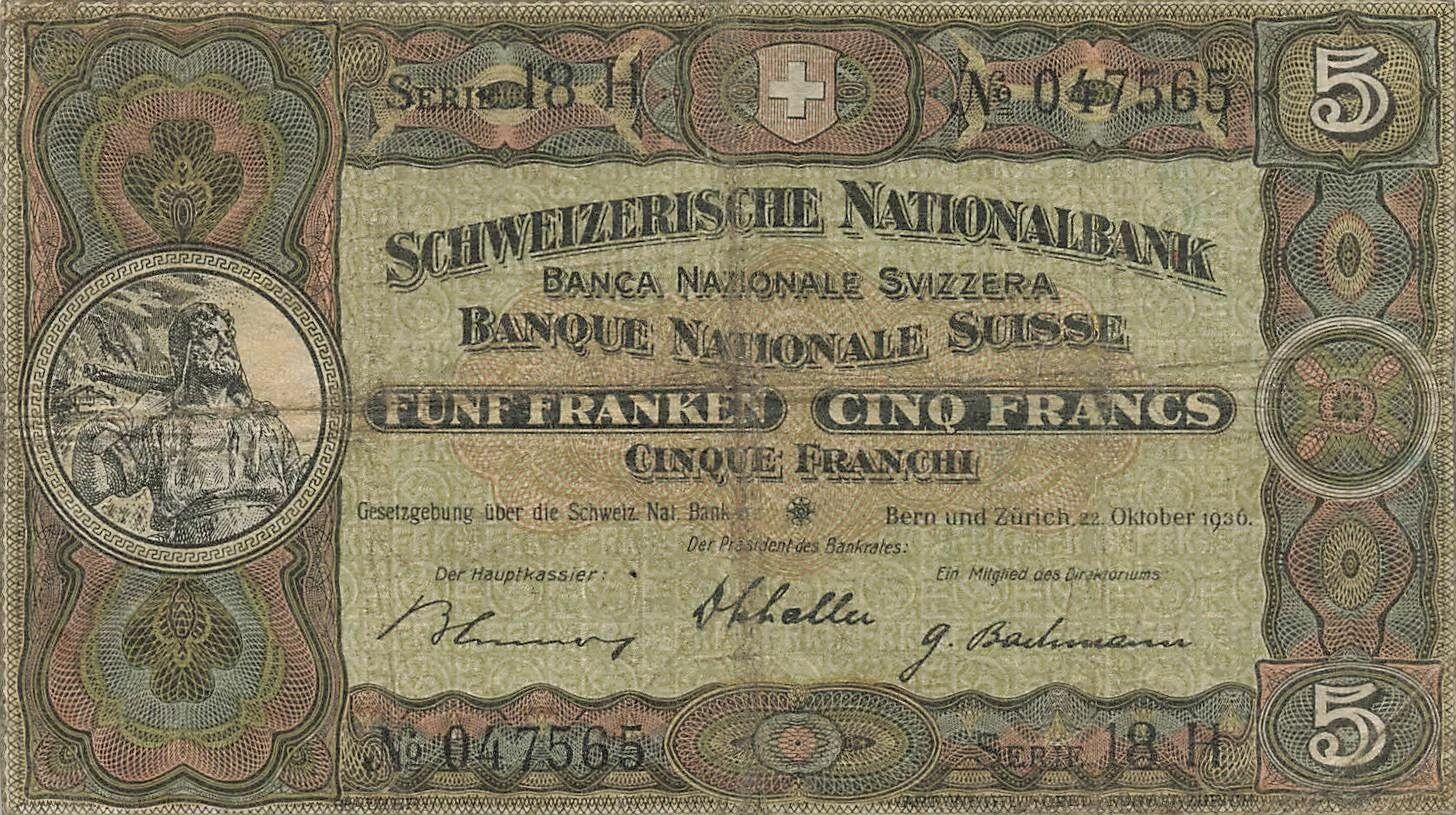 SERIE 18 H
№ 047565
5
SCHWEIZERISCHE NATIONALBANK
BANCA NAZIONALE SVIZZERA
BANQUE NATIONALE SUISSE
FÜNF FRANKEN CINQ FRANCS
CINQUE FRANCHI
Gesetzgebung über die Schweiz. Nat. Bank
Bern und Zürich, 22. Oktober 1936.
Der Präsident des Bankrates:
Der Hauptkassier:
Ein Mitglied des Direktoriums
Schaller
G. Bachmann
№ 047565
SERIE 18 H
5